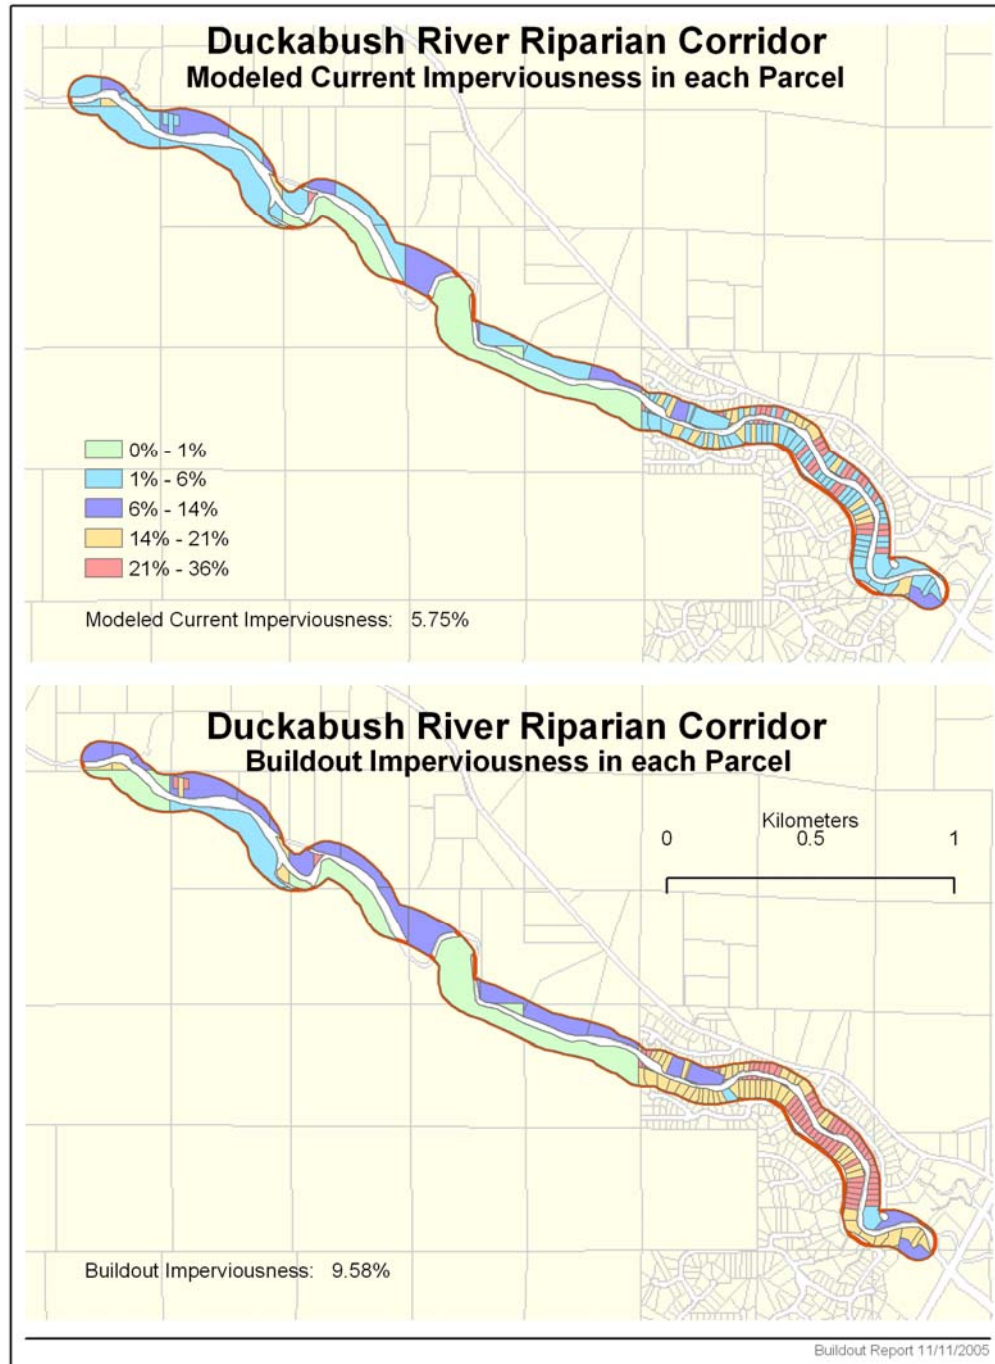 Duckabush River Riparian Corridor
Modeled Current Imperviousness in each Parcel
0% - 1%
1% - 6%
6% - 14%
14% - 21%
21% - 36%
Modeled Current Imperviousness: 5.75%
Duckabush River Riparian Corridor
Buildout Imperviousness in each Parcel
Kilometers
0 0.5 1
Buildout Imperviousness: 9.58%
Buildout Report 11/11/2005